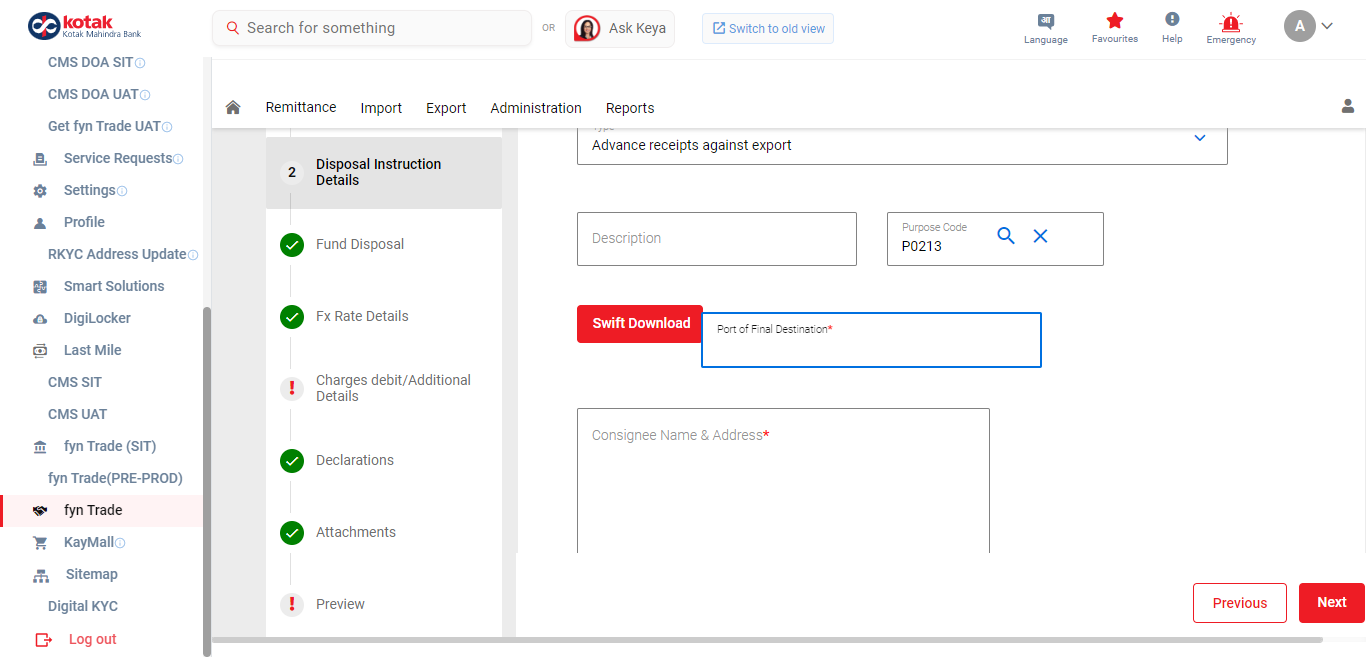 kotak
Kotak Mahindra Bank
Search for something
OR
Ask Keya
Switch to old view
Language
Favourites
Help
Emergency
A
CMS DOA SIT
CMS DOA UAT
Get fyn Trade UAT
Service Requests
Settings
Profile
RKYC Address Update
Smart Solutions
DigiLocker
Last Mile
CMS SIT
CMS UAT
fyn Trade (SIT)
fyn Trade(PRE-PROD)
fyn Trade
KayMall
Sitemap
Digital KYC
Log out
Remittance
Import
Export
Administration
Reports
2
Disposal Instruction
Details
Fund Disposal
Fx Rate Details
Charges debit/Additional
Details
Declarations
Attachments
Preview
Type
Advance receipts against export
Description
Purpose Code
P0213
Swift Download
Port of Final Destination*
Consignee Name & Address*
Previous
Next